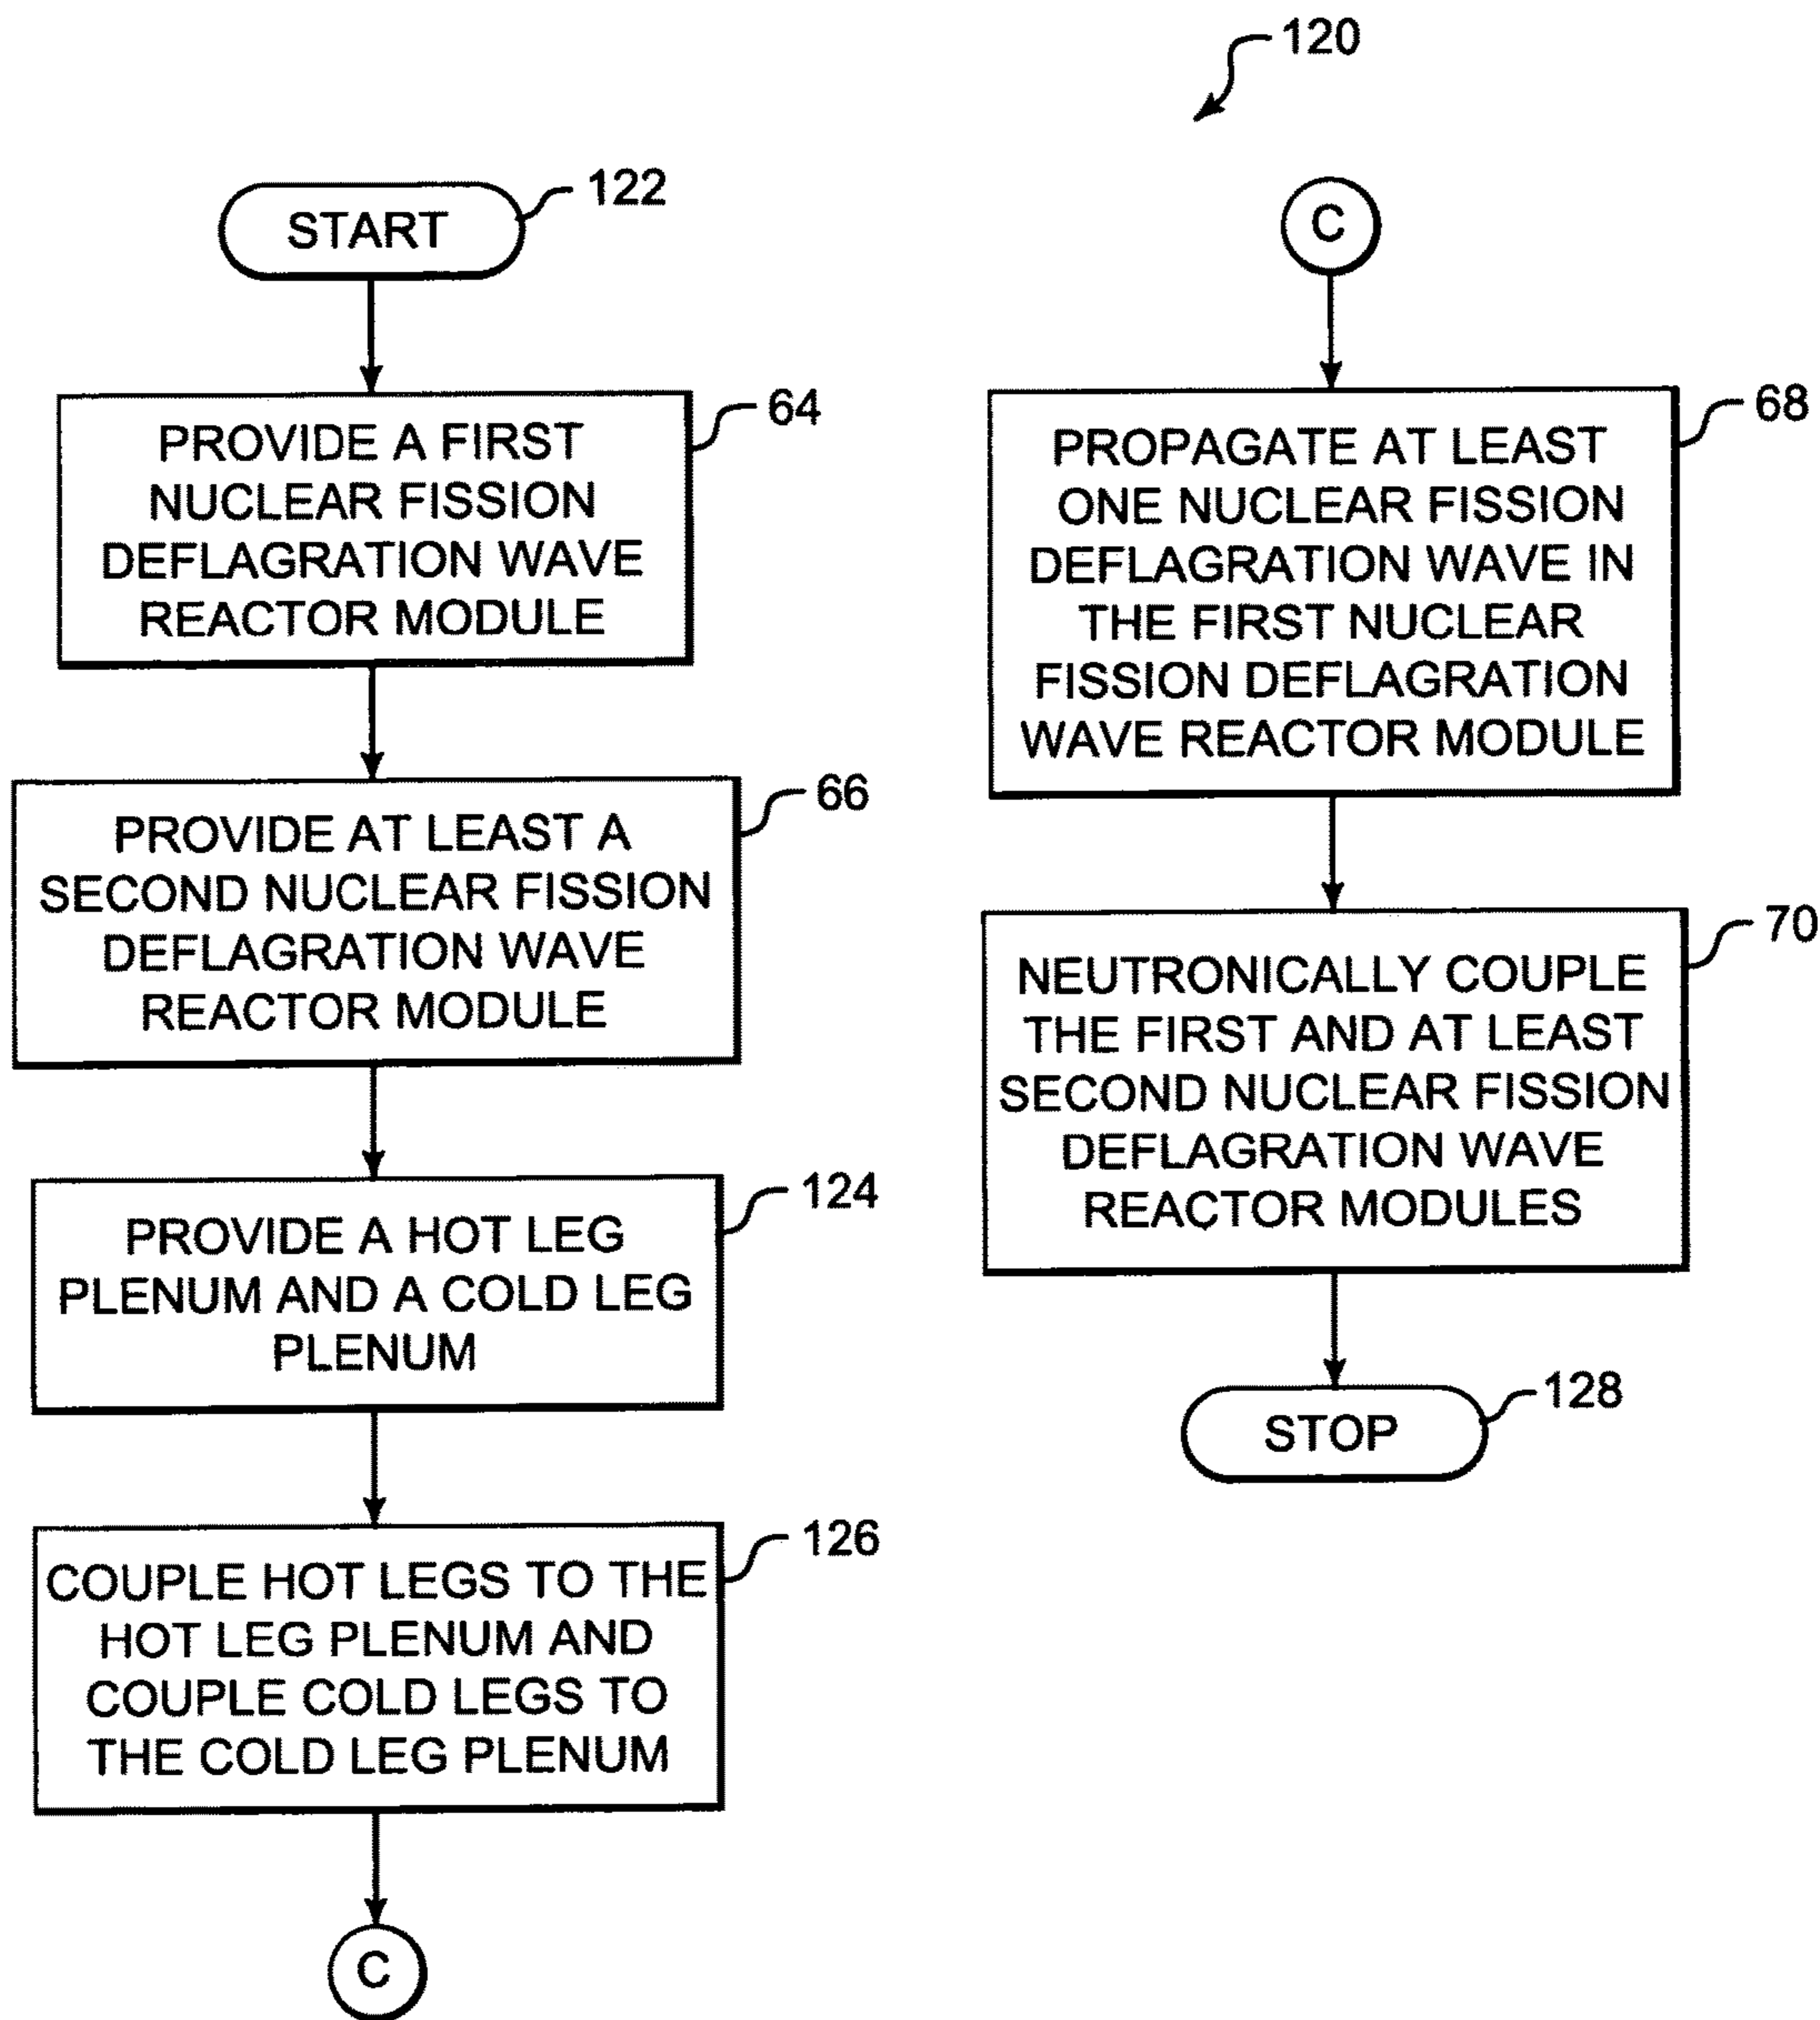 120
122
START
64
PROVIDE A FIRST
NUCLEAR FISSION
DEFLAGRATION WAVE
REACTOR MODULE
66
PROVIDE AT LEAST A
SECOND NUCLEAR FISSION
DEFLAGRATION WAVE
REACTOR MODULE
124
PROVIDE A HOT LEG
PLENUM AND A COLD LEG
PLENUM
126
COUPLE HOT LEGS TO THE
HOT LEG PLENUM AND
COUPLE COLD LEGS TO
THE COLD LEG PLENUM
C
C
68
PROPAGATE AT LEAST
ONE NUCLEAR FISSION
DEFLAGRATION WAVE IN
THE FIRST NUCLEAR
FISSION DEFLAGRATION
WAVE REACTOR MODULE
70
NEUTRONICALLY COUPLE
THE FIRST AND AT LEAST
SECOND NUCLEAR FISSION
DEFLAGRATION WAVE
REACTOR MODULES
128
STOP